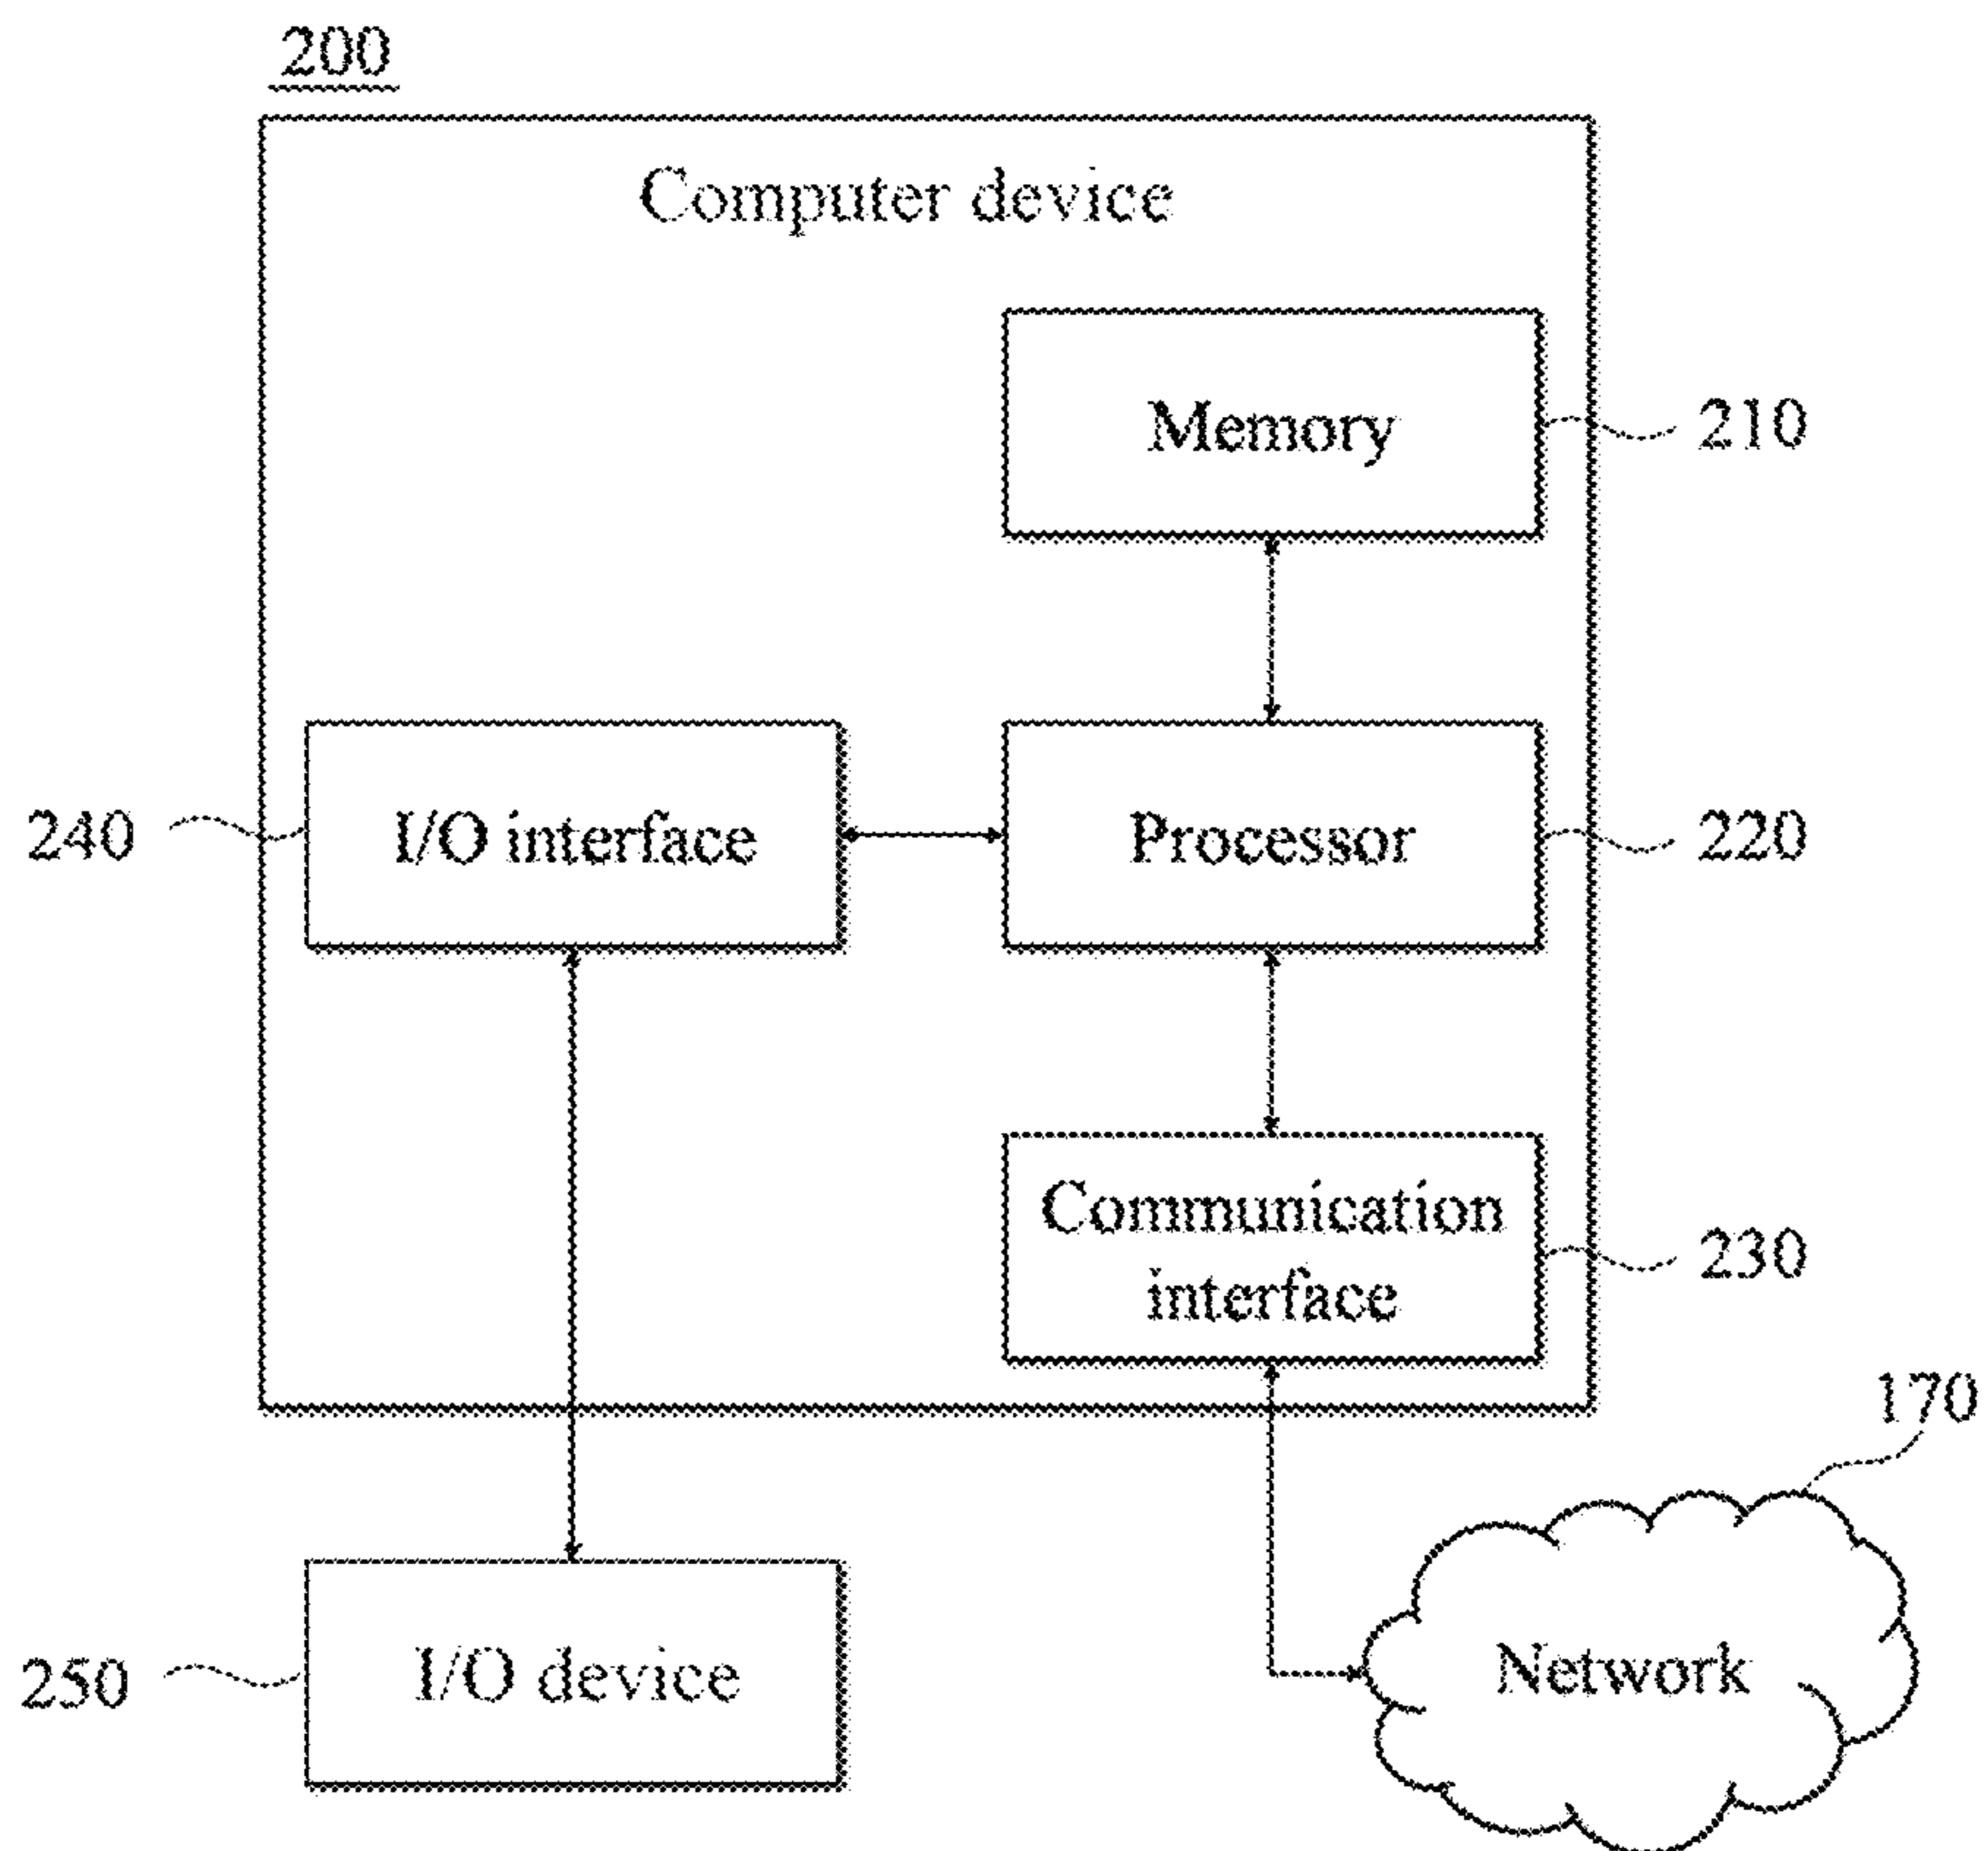 200
Computer device
Memory
210
240
I/O interface
Processor
220
Communication
interface
230
170
250
I/O device
Network